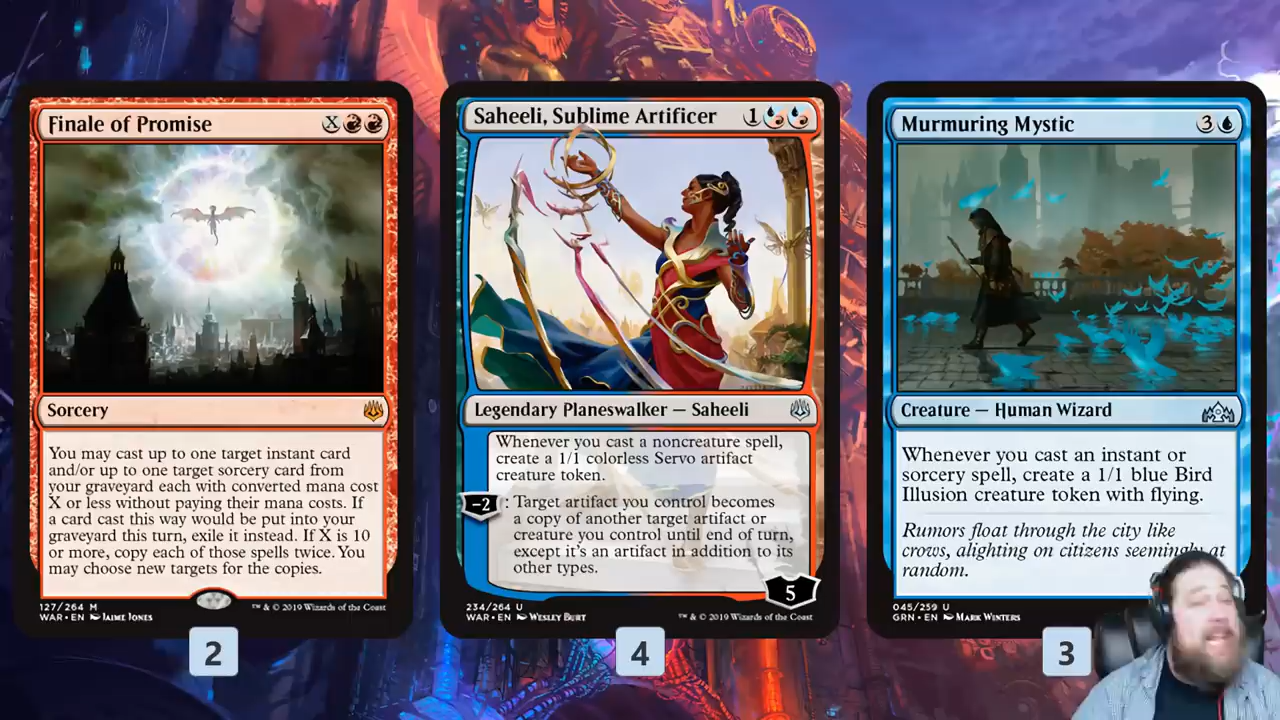 Finale of Promise
X
Sorcery
You may cast up to one target instant card
and/or up to one target sorcery card from
your graveyard each with converted mana cost
X or less without paying their mana costs. If
a card cast this way would be put into your
graveyard this turn, exile it instead. If X is 10
or more, copy each of those spells twice. You
may choose new targets for the copies.
127/264 M
WAR • EN JAIME JONES
™ & © 2019 Wizards of the Coast
2
Saheeli, Sublime Artificer
1
Legendary Planeswalker — Saheeli
Whenever you cast a noncreature spell,
create a 1/1 colorless Servo artifact
creature token.
−2: Target artifact you control becomes
a copy of another target artifact or
creature you control until end of turn,
except it's an artifact in addition to its
other types.
5
234/264 U
WAR • EN WESLEY BURT
™ & © 2019 Wizards of the Coast
4
Murmuring Mystic
3
Creature — Human Wizard
Whenever you cast an instant or
sorcery spell, create a 1/1 blue Bird
Illusion creature token with flying.
Rumors float through the city like
crows, alighting on citizens seemingly at
random.
045/259 U
GRN • EN MARK WINTERS
3